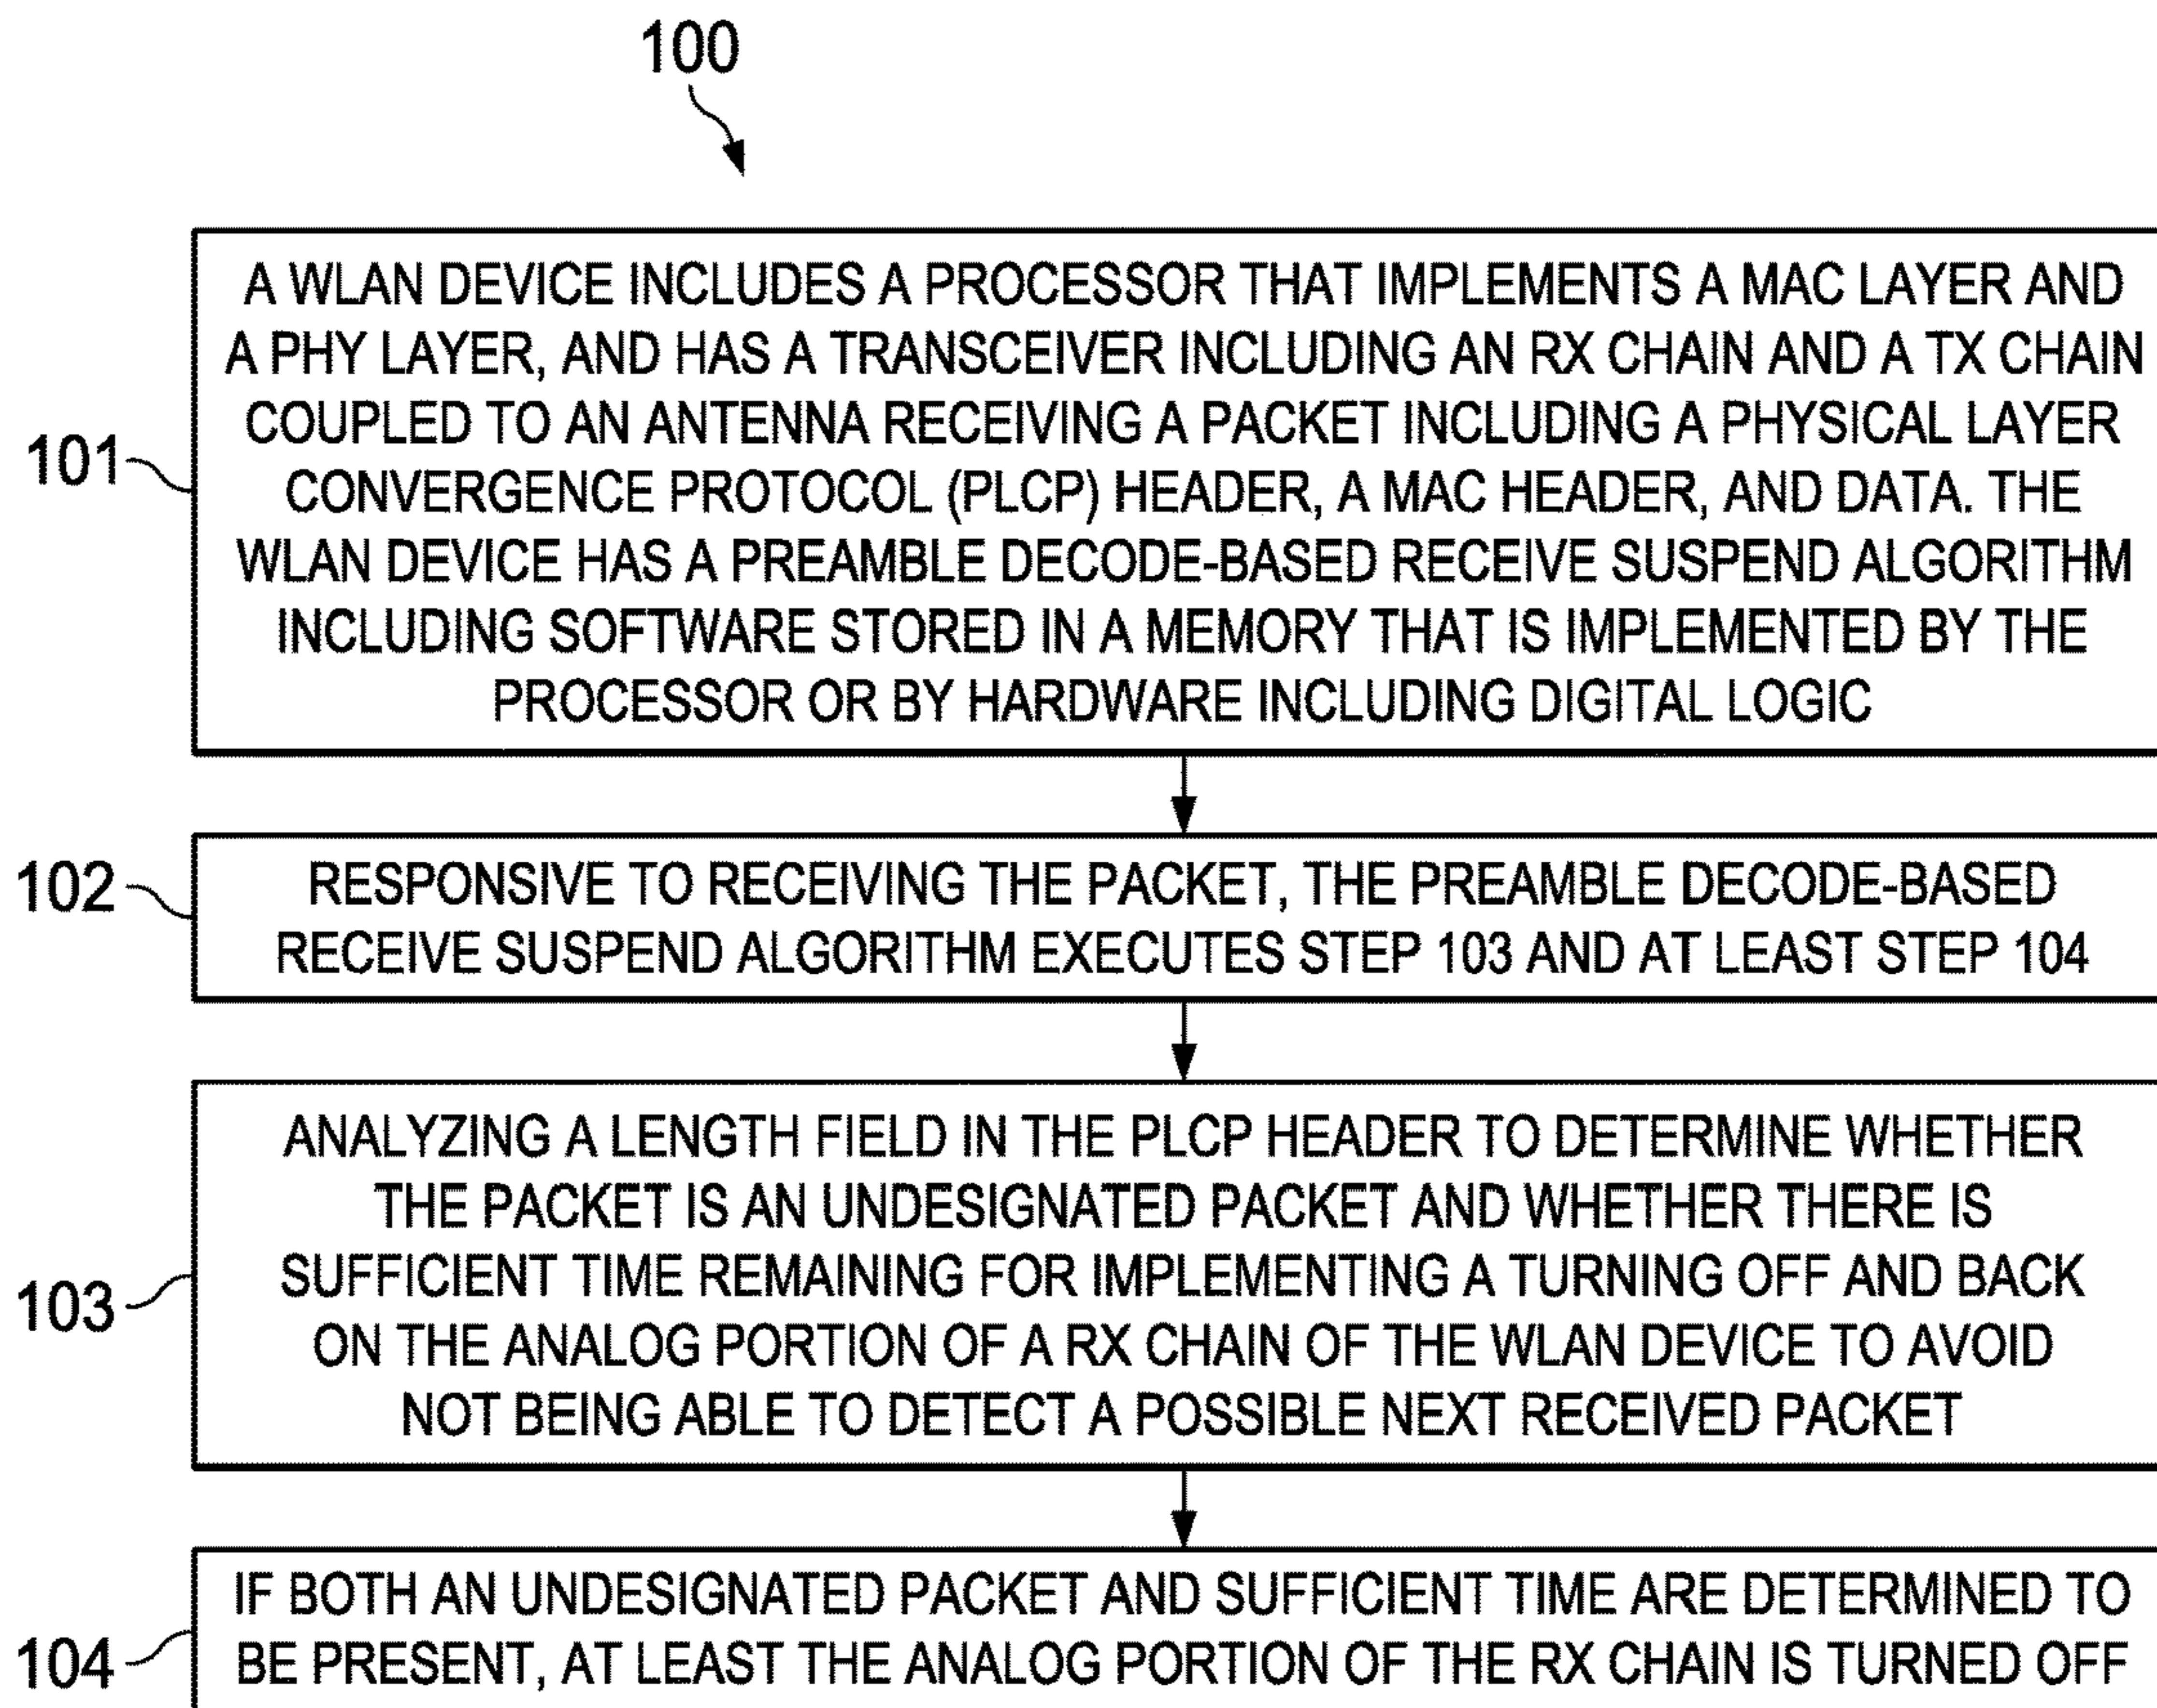 100
101
A WLAN DEVICE INCLUDES A PROCESSOR THAT IMPLEMENTS A MAC LAYER AND
A PHY LAYER, AND HAS A TRANSCEIVER INCLUDING AN RX CHAIN AND A TX CHAIN
COUPLED TO AN ANTENNA RECEIVING A PACKET INCLUDING A PHYSICAL LAYER
CONVERGENCE PROTOCOL (PLCP) HEADER, A MAC HEADER, AND DATA. THE
WLAN DEVICE HAS A PREAMBLE DECODE-BASED RECEIVE SUSPEND ALGORITHM
INCLUDING SOFTWARE STORED IN A MEMORY THAT IS IMPLEMENTED BY THE
PROCESSOR OR BY HARDWARE INCLUDING DIGITAL LOGIC
102
RESPONSIVE TO RECEIVING THE PACKET, THE PREAMBLE DECODE-BASED
RECEIVE SUSPEND ALGORITHM EXECUTES STEP 103 AND AT LEAST STEP 104
103
ANALYZING A LENGTH FIELD IN THE PLCP HEADER TO DETERMINE WHETHER
THE PACKET IS AN UNDESIGNATED PACKET AND WHETHER THERE IS
SUFFICIENT TIME REMAINING FOR IMPLEMENTING A TURNING OFF AND BACK
ON THE ANALOG PORTION OF A RX CHAIN OF THE WLAN DEVICE TO AVOID
NOT BEING ABLE TO DETECT A POSSIBLE NEXT RECEIVED PACKET
104
IF BOTH AN UNDESIGNATED PACKET AND SUFFICIENT TIME ARE DETERMINED TO
BE PRESENT, AT LEAST THE ANALOG PORTION OF THE RX CHAIN IS TURNED OFF